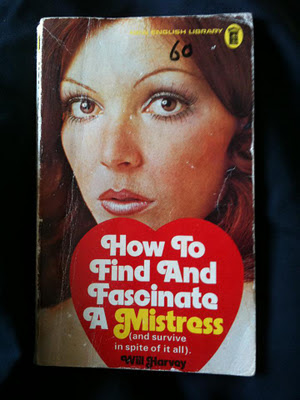 NEW ENGLISH LIBRARY
60
How To
Find And
Fascinate
A Mistress
(and survive
in spite of it all).
Will Harvey